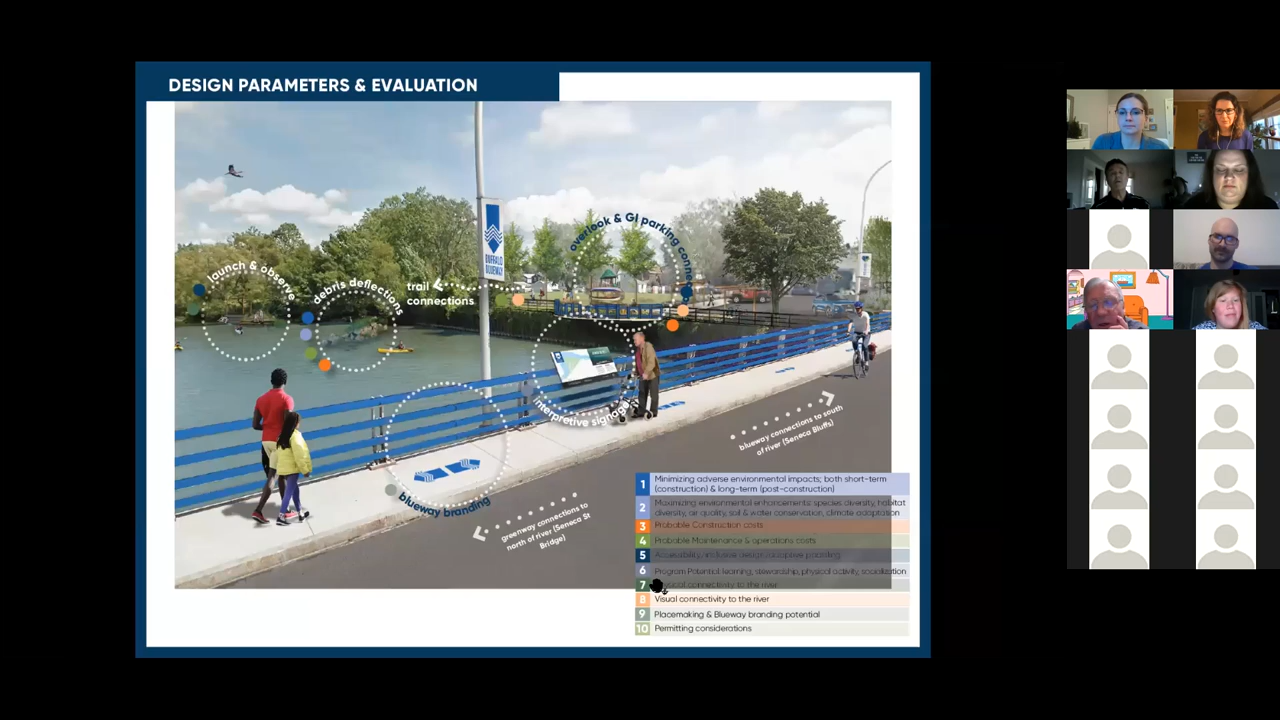 DESIGN PARAMETERS & EVALUATION
launch & observe
debris deflections
trail
connections
overlook & GI parking connec
BUFFALO
BLUEWAY
interpretive signage
blueway branding
blueway connections to south
of river (Seneca Bluffs)
greenway connections to
north of river (Seneca St
Bridge)
1 Minimizing adverse environmental impacts; both short-term
(construction) & long-term (post-construction)
2 Maximizing environmental enhancements: species diversity, habitat
diversity, air quality, soil & water conservation, climate adaptation
3 Probable Construction costs
4 Probable Maintenance & operations costs
5 Accessibility, inclusive design, adaptive paddling
6 Program Potential: learning, stewardship, physical activity, socialization
7 Physical connectivity to the river
8 Visual connectivity to the river
9 Placemaking & Blueway branding potential
10 Permitting considerations